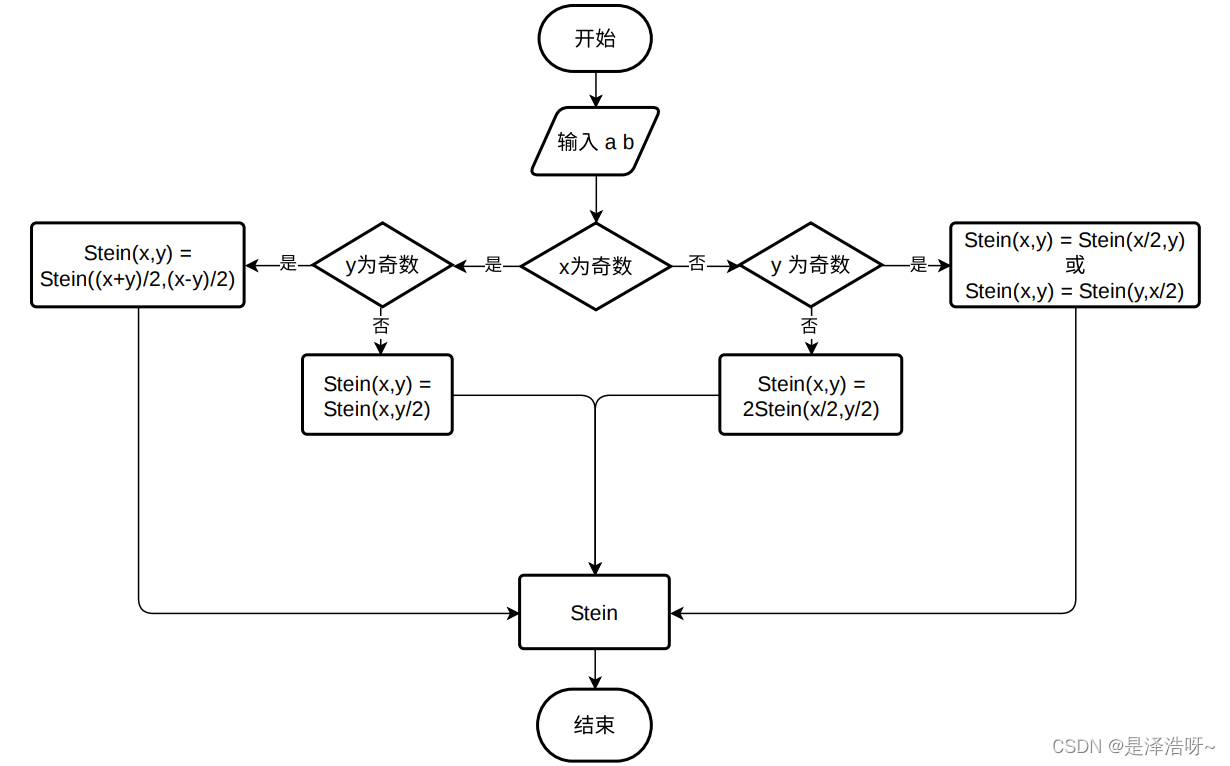 开始
输入 a b
Stein(x,y) =
Stein((x+y)/2,(x-y)/2)
是
y为奇数
是
x为奇数
否
y 为奇数
是
Stein(x,y) = Stein(x/2,y)
或
Stein(x,y) = Stein(y,x/2)
否
否
Stein(x,y) =
Stein(x,y/2)
Stein(x,y) =
2Stein(x/2,y/2)
Stein
结束
CSDN @是泽浩呀~